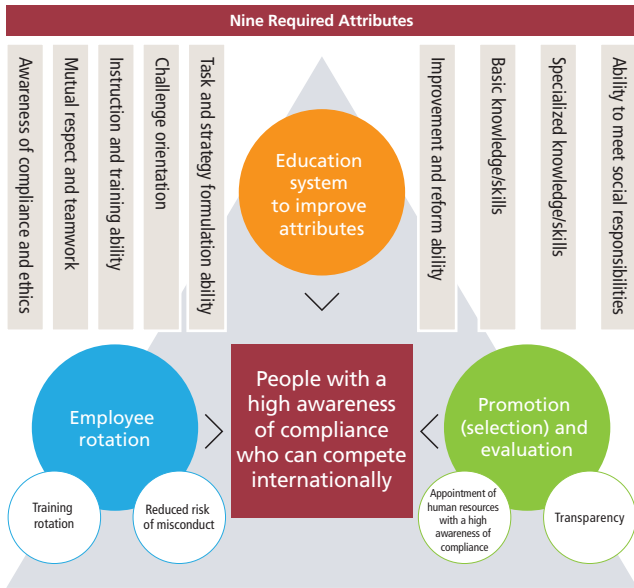 Nine Required Attributes
Awareness of compliance and ethics
Mutual respect and teamwork
Instruction and training ability
Challenge orientation
Task and strategy formulation ability
Improvement and reform ability
Basic knowledge/skills
Specialized knowledge/skills
Ability to meet social responsibilities
Education
system
to improve
attributes
People with a
high awareness
of compliance
who can compete
internationally
Employee
rotation
Training
rotation
Reduced risk
of misconduct
Promotion
(selection) and
evaluation
Appointment of
human resources
with a high
awareness of
compliance
Transparency